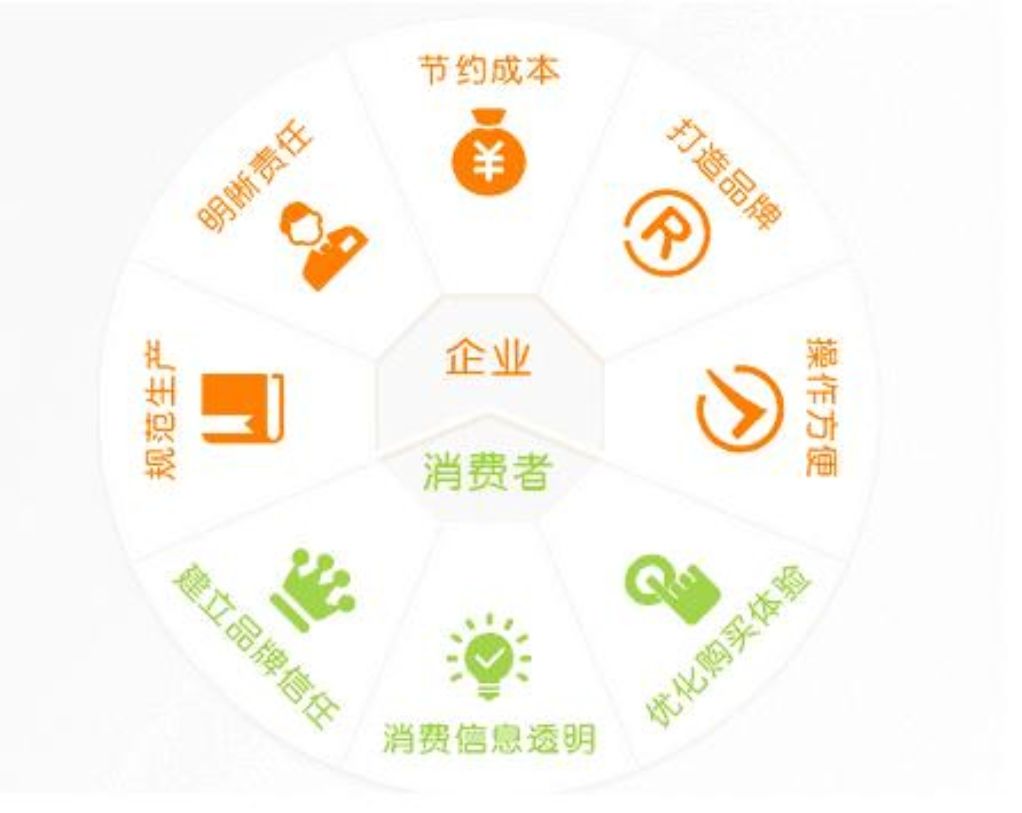 节约成本
打造品牌
操作方便
优化购买体验
消费信息透明
建立品牌信任
规范生产
明晰责任
¥
R
企业
消费者